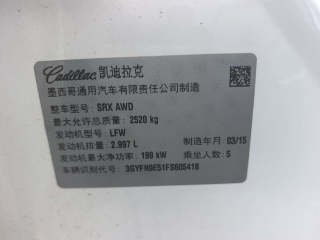 Cadillac 凯迪拉克
墨西哥通用汽车有限责任公司制造
整车型号: SRX AWD
最大允许总质量: 2520 kg
发动机型号: LFW
发动机排量: 2.997 L 制造年月: 03/15
发动机最大净功率: 199 kW 乘坐人数: 5
车辆识别代号: 3GYFN9E51FS605418